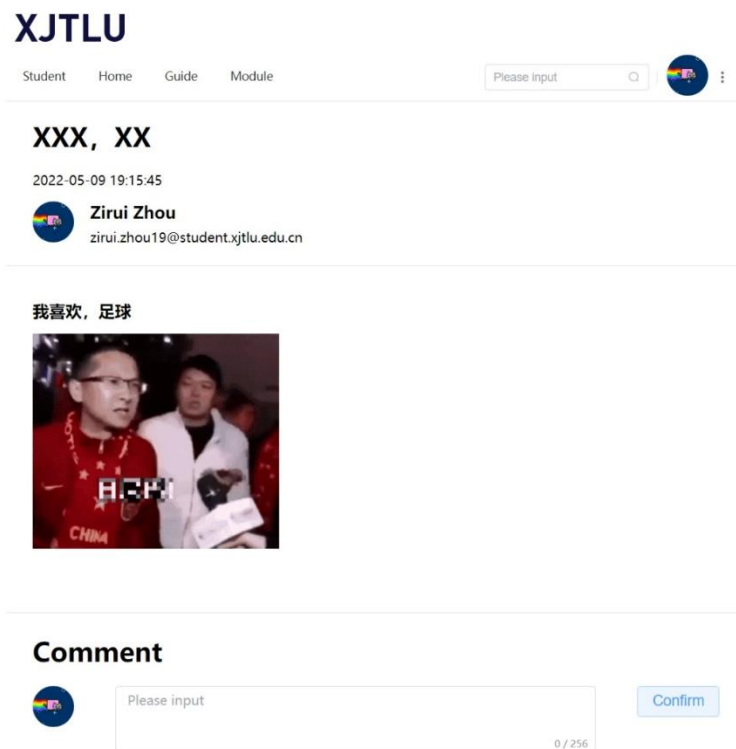 XJTLU
Student Home Guide Module Please input
XXX，XX
2022-05-09 19:15:45
Zirui Zhou
zirui.zhou19@student.xjtlu.edu.cn
我喜欢，足球
CHINA
Comment
Please input
Confirm
0 / 256